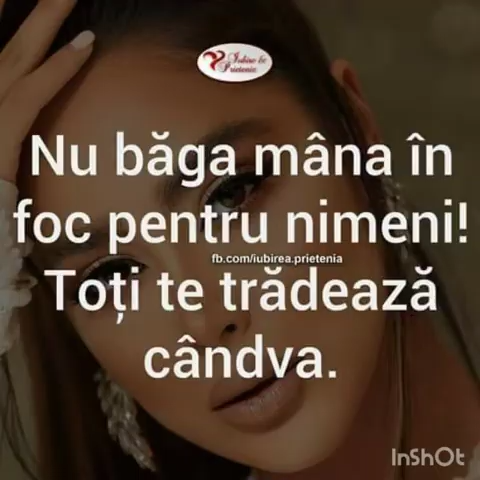 Iubire & Prietenie
Nu băga mâna în
foc pentru nimeni!
fb.com/iubirea.prietenia
Toți te trădează
cândva.
InShOt